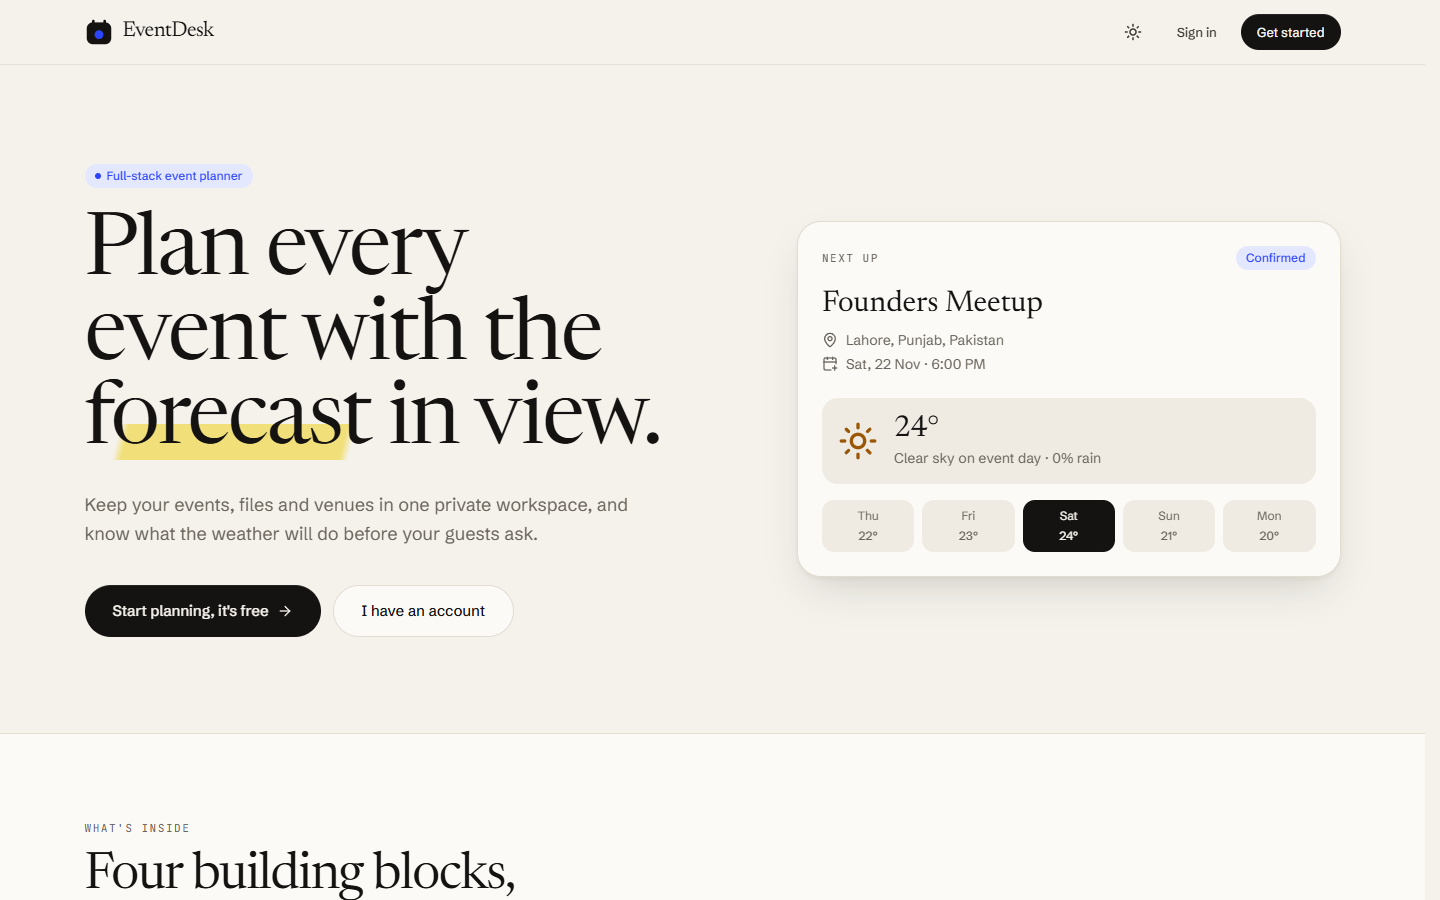 EventDesk
Sign in
Get started
Full-stack event planner
Plan every
event with the
forecast in view.
Keep your events, files and venues in one private workspace, and
know what the weather will do before your guests ask.
Start planning, it's free
I have an account
NEXT UP
Confirmed
Founders Meetup
Lahore, Punjab, Pakistan
Sat, 22 Nov · 6:00 PM
24°
Clear sky on event day · 0% rain
Thu
22°
Fri
23°
Sat
24°
Sun
21°
Mon
20°
WHAT'S INSIDE
Four building blocks,